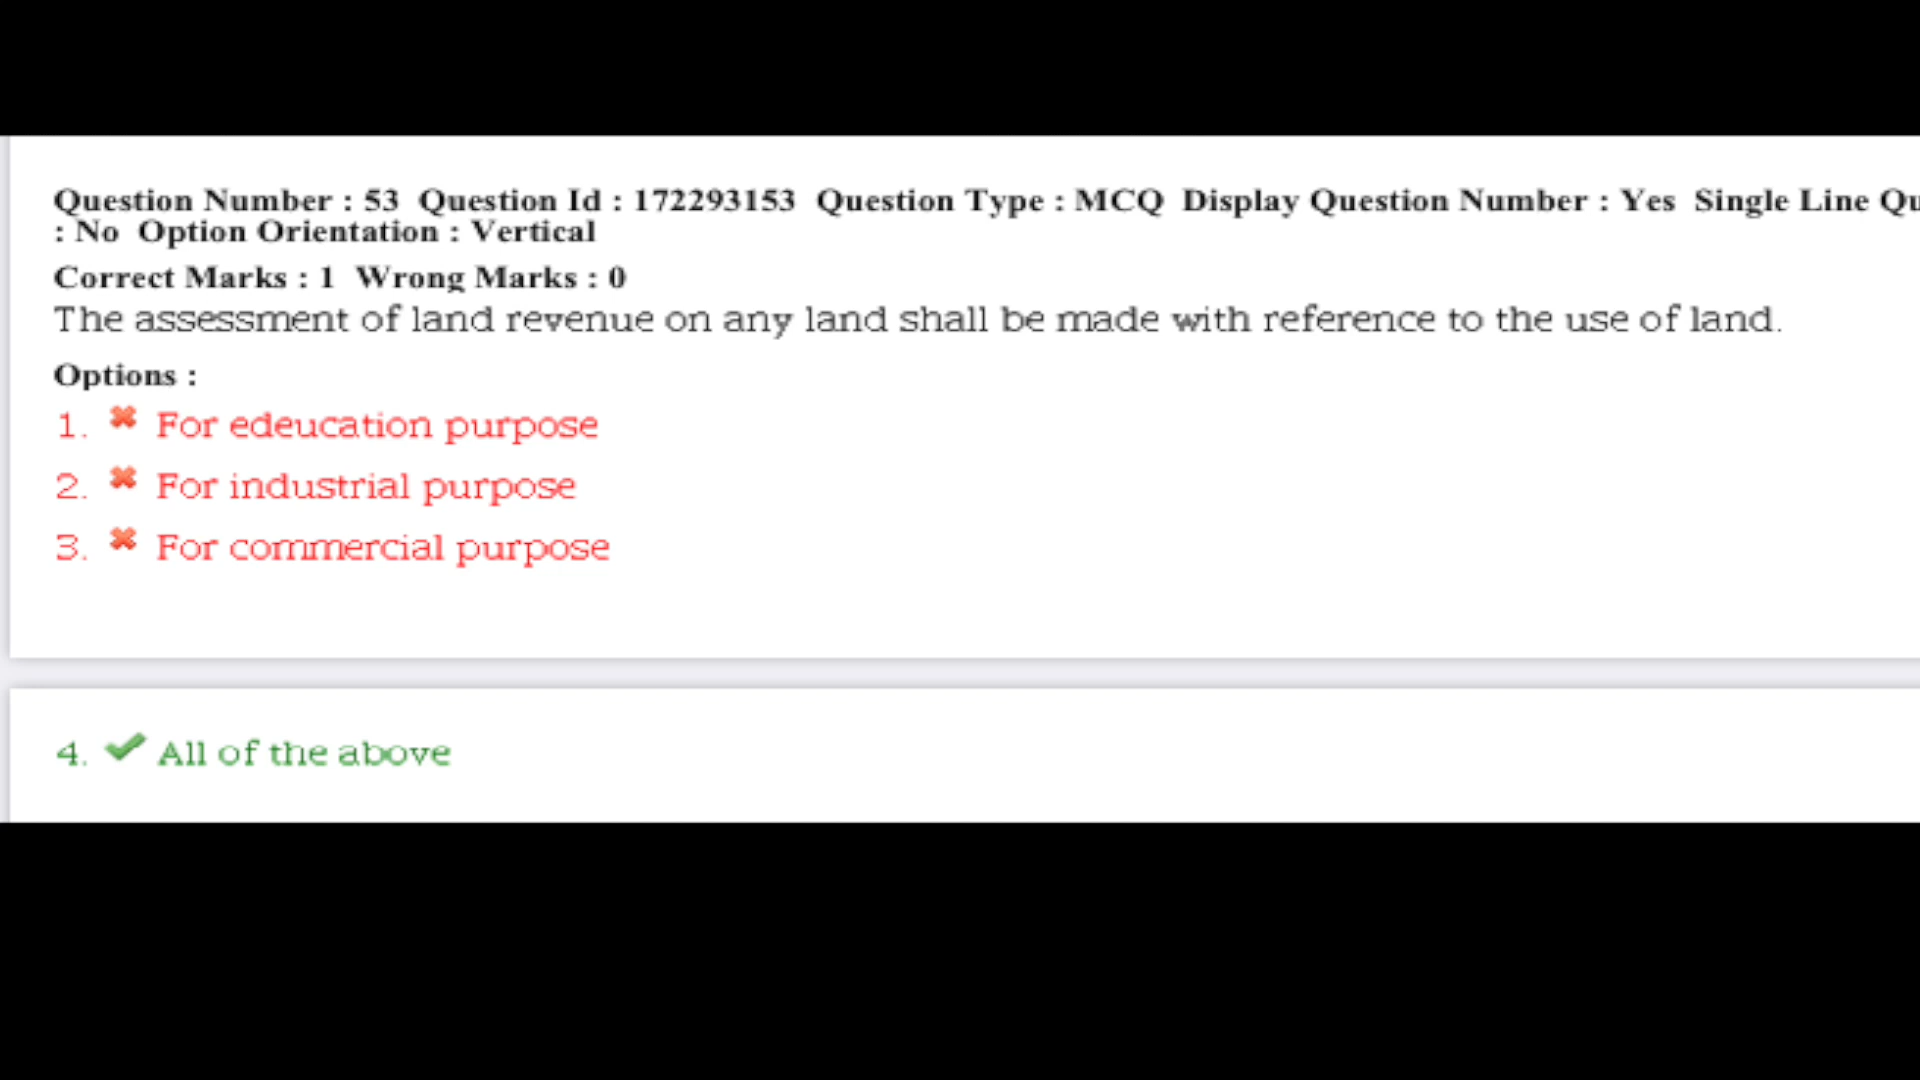 Question Number : 53 Question Id : 172293153 Question Type : MCQ Display Question Number : Yes Single Line Qu
: No Option Orientation : Vertical
Correct Marks : 1 Wrong Marks : 0
The assessment of land revenue on any land shall be made with reference to the use of land.
Options :
1. ✖ For edeucation purpose
2. ✖ For industrial purpose
3. ✖ For commercial purpose
4. ✔ All of the above